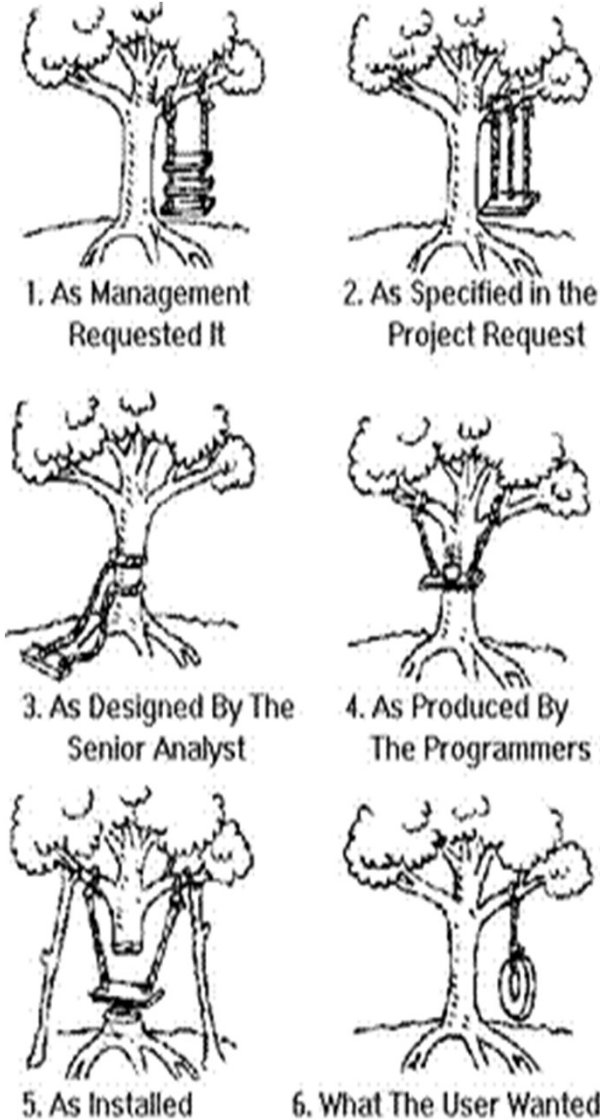 1. As Management
Requested It
2. As Specified in the
Project Request
3. As Designed By The
Senior Analyst
4. As Produced By
The Programmers
5. As Installed
6. What The User Wanted